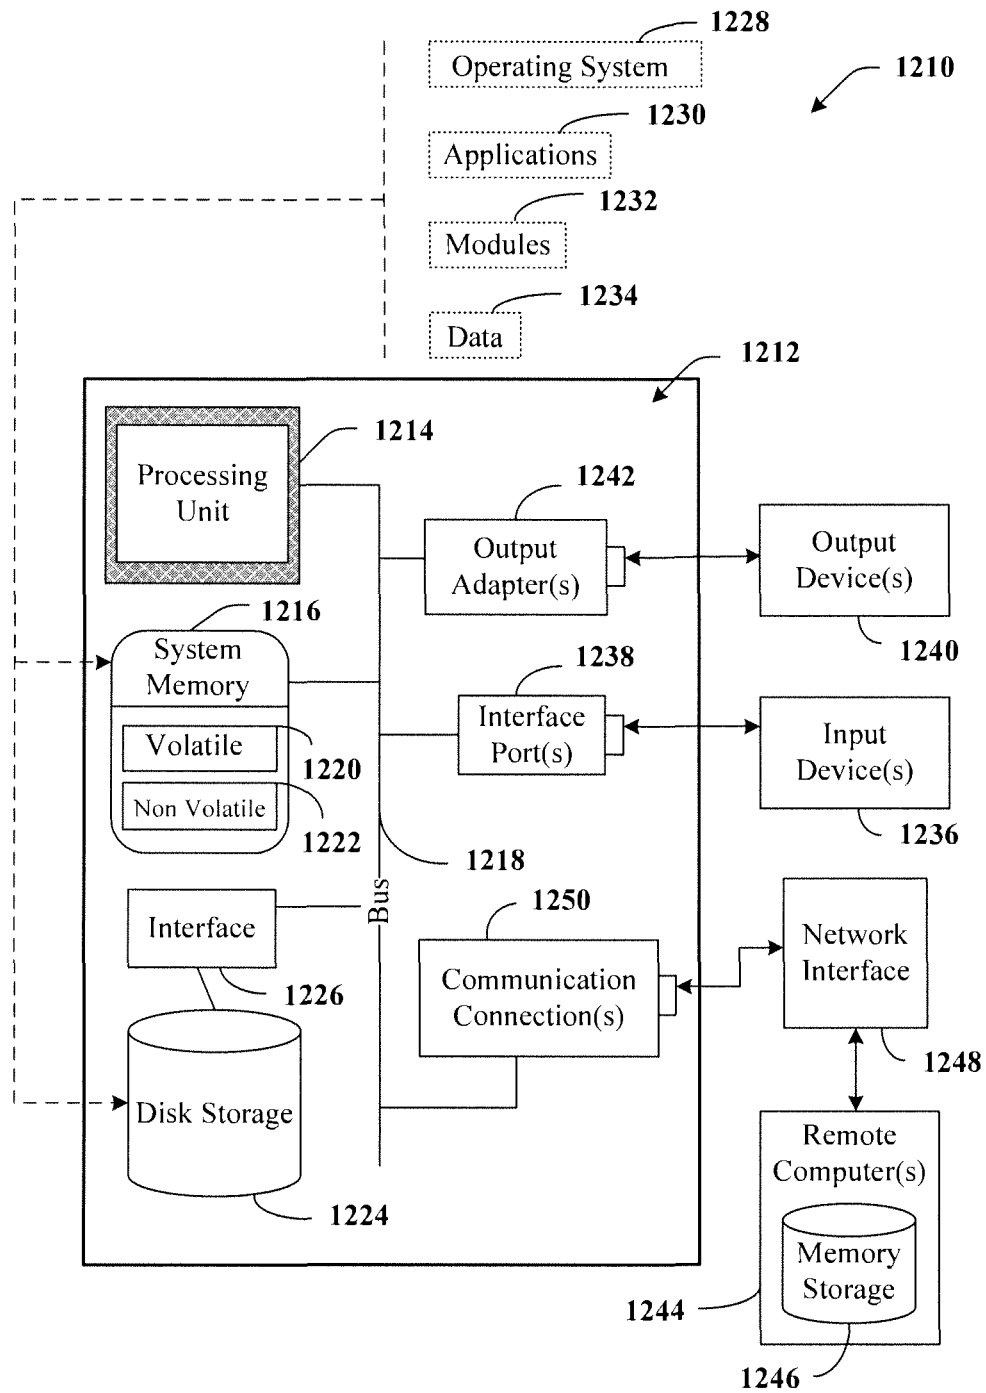 1228
Operating System
1210
1230
Applications
1232
Modules
1234
Data
1212
1214
Processing
Unit
1242
Output
Adapter(s)
Output
Device(s)
1240
1216
System
Memory
Volatile
1220
Non Volatile
1222
1238
Interface
Port(s)
Input
Device(s)
1236
1218
Bus
Interface
1226
1250
Communication
Connection(s)
Network
Interface
1248
Disk Storage
1224
Remote
Computer(s)
Memory
Storage
1244
1246